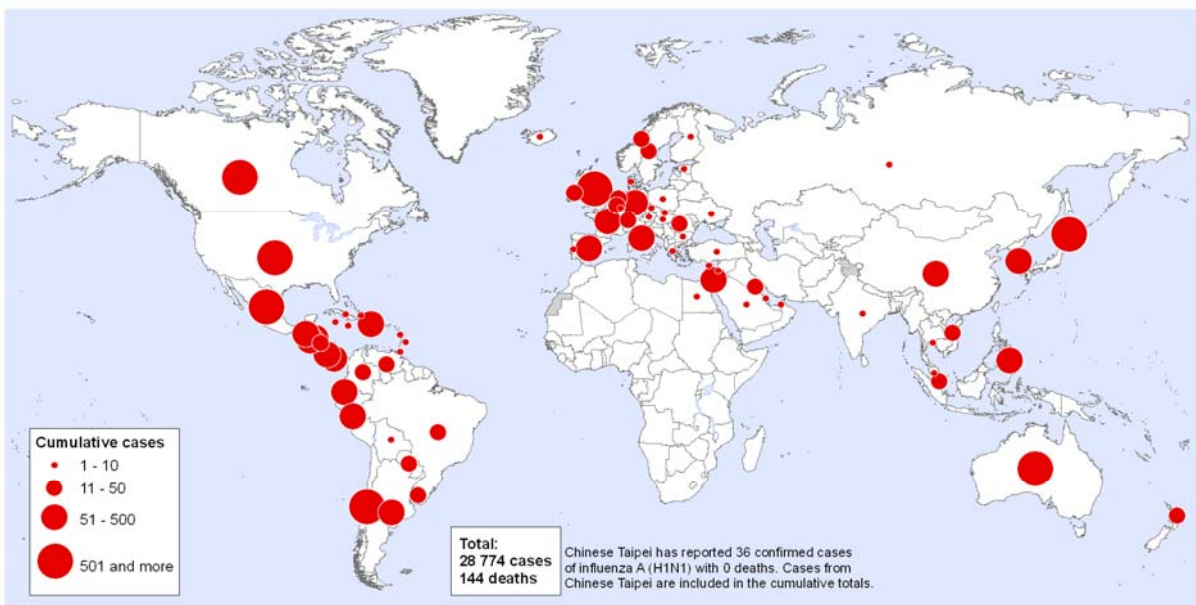 Cumulative cases
1 - 10
11 - 50
51 - 500
501 and more
Total:
28 774 cases
144 deaths
Chinese Taipei has reported 36 confirmed cases
of influenza A (H1N1) with 0 deaths. Cases from
Chinese Taipei are included in the cumulative totals.